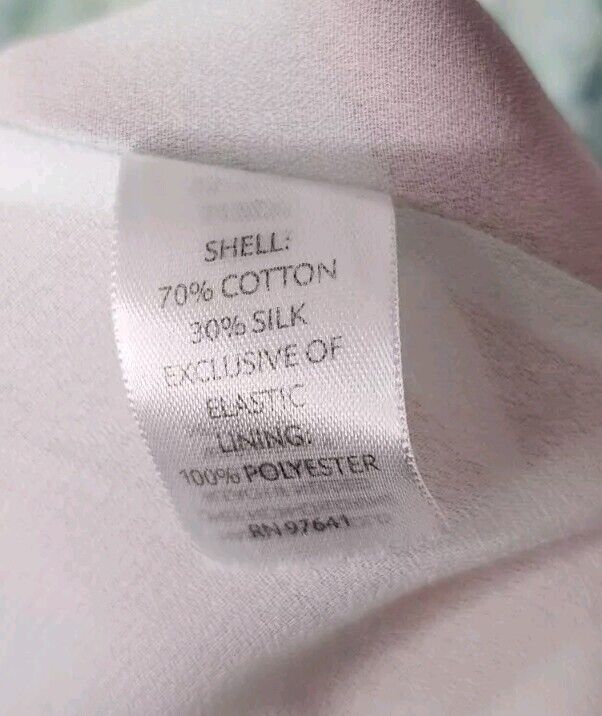 SHELL:
70% COTTON
30% SILK
EXCLUSIVE OF
ELASTIC
LINING:
100% POLYESTER
RN 97641